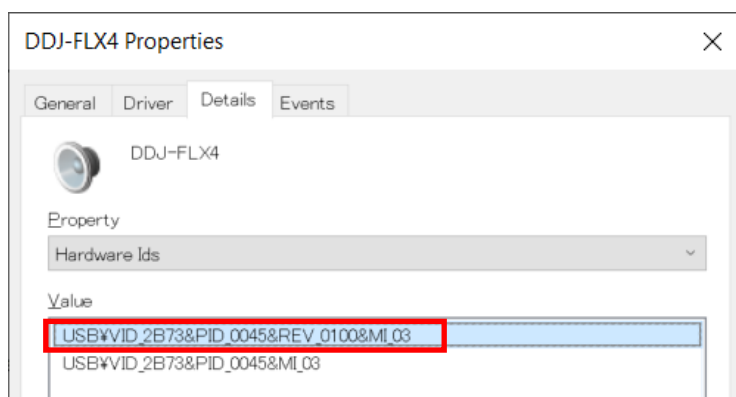 DDJ-FLX4 Properties
General Driver Details Events
DDJ-FLX4
Property
Hardware Ids
Value
USB¥VID_2B73&PID_0045&REV_0100&MI_03
USB¥VID_2B73&PID_0045&MI_03